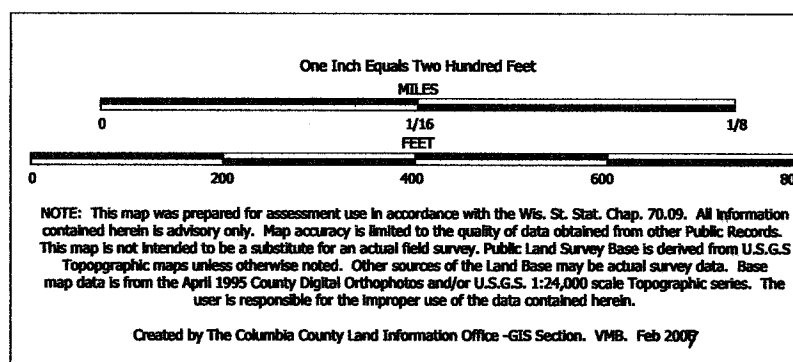 One Inch Equals Two Hundred Feet
MILES
0 1/16 1/8
FEET
0 200 400 600 80
NOTE: This map was prepared for assessment use in accordance with the Wis. St. Stat. Chap. 70.09. All information
contained herein is advisory only. Map accuracy is limited to the quality of data obtained from other Public Records.
This map is not intended to be a substitute for an actual field survey. Public Land Survey Base is derived from U.S.G.S
Topopgraphic maps unless otherwise noted. Other sources of the Land Base may be actual survey data. Base
map data is from the April 1995 County Digital Orthophotos and/or U.S.G.S. 1:24,000 scale Topographic series. The
user is responsible for the improper use of the data contained herein.
Created by The Columbia County Land Information Office -GIS Section. VMB. Feb